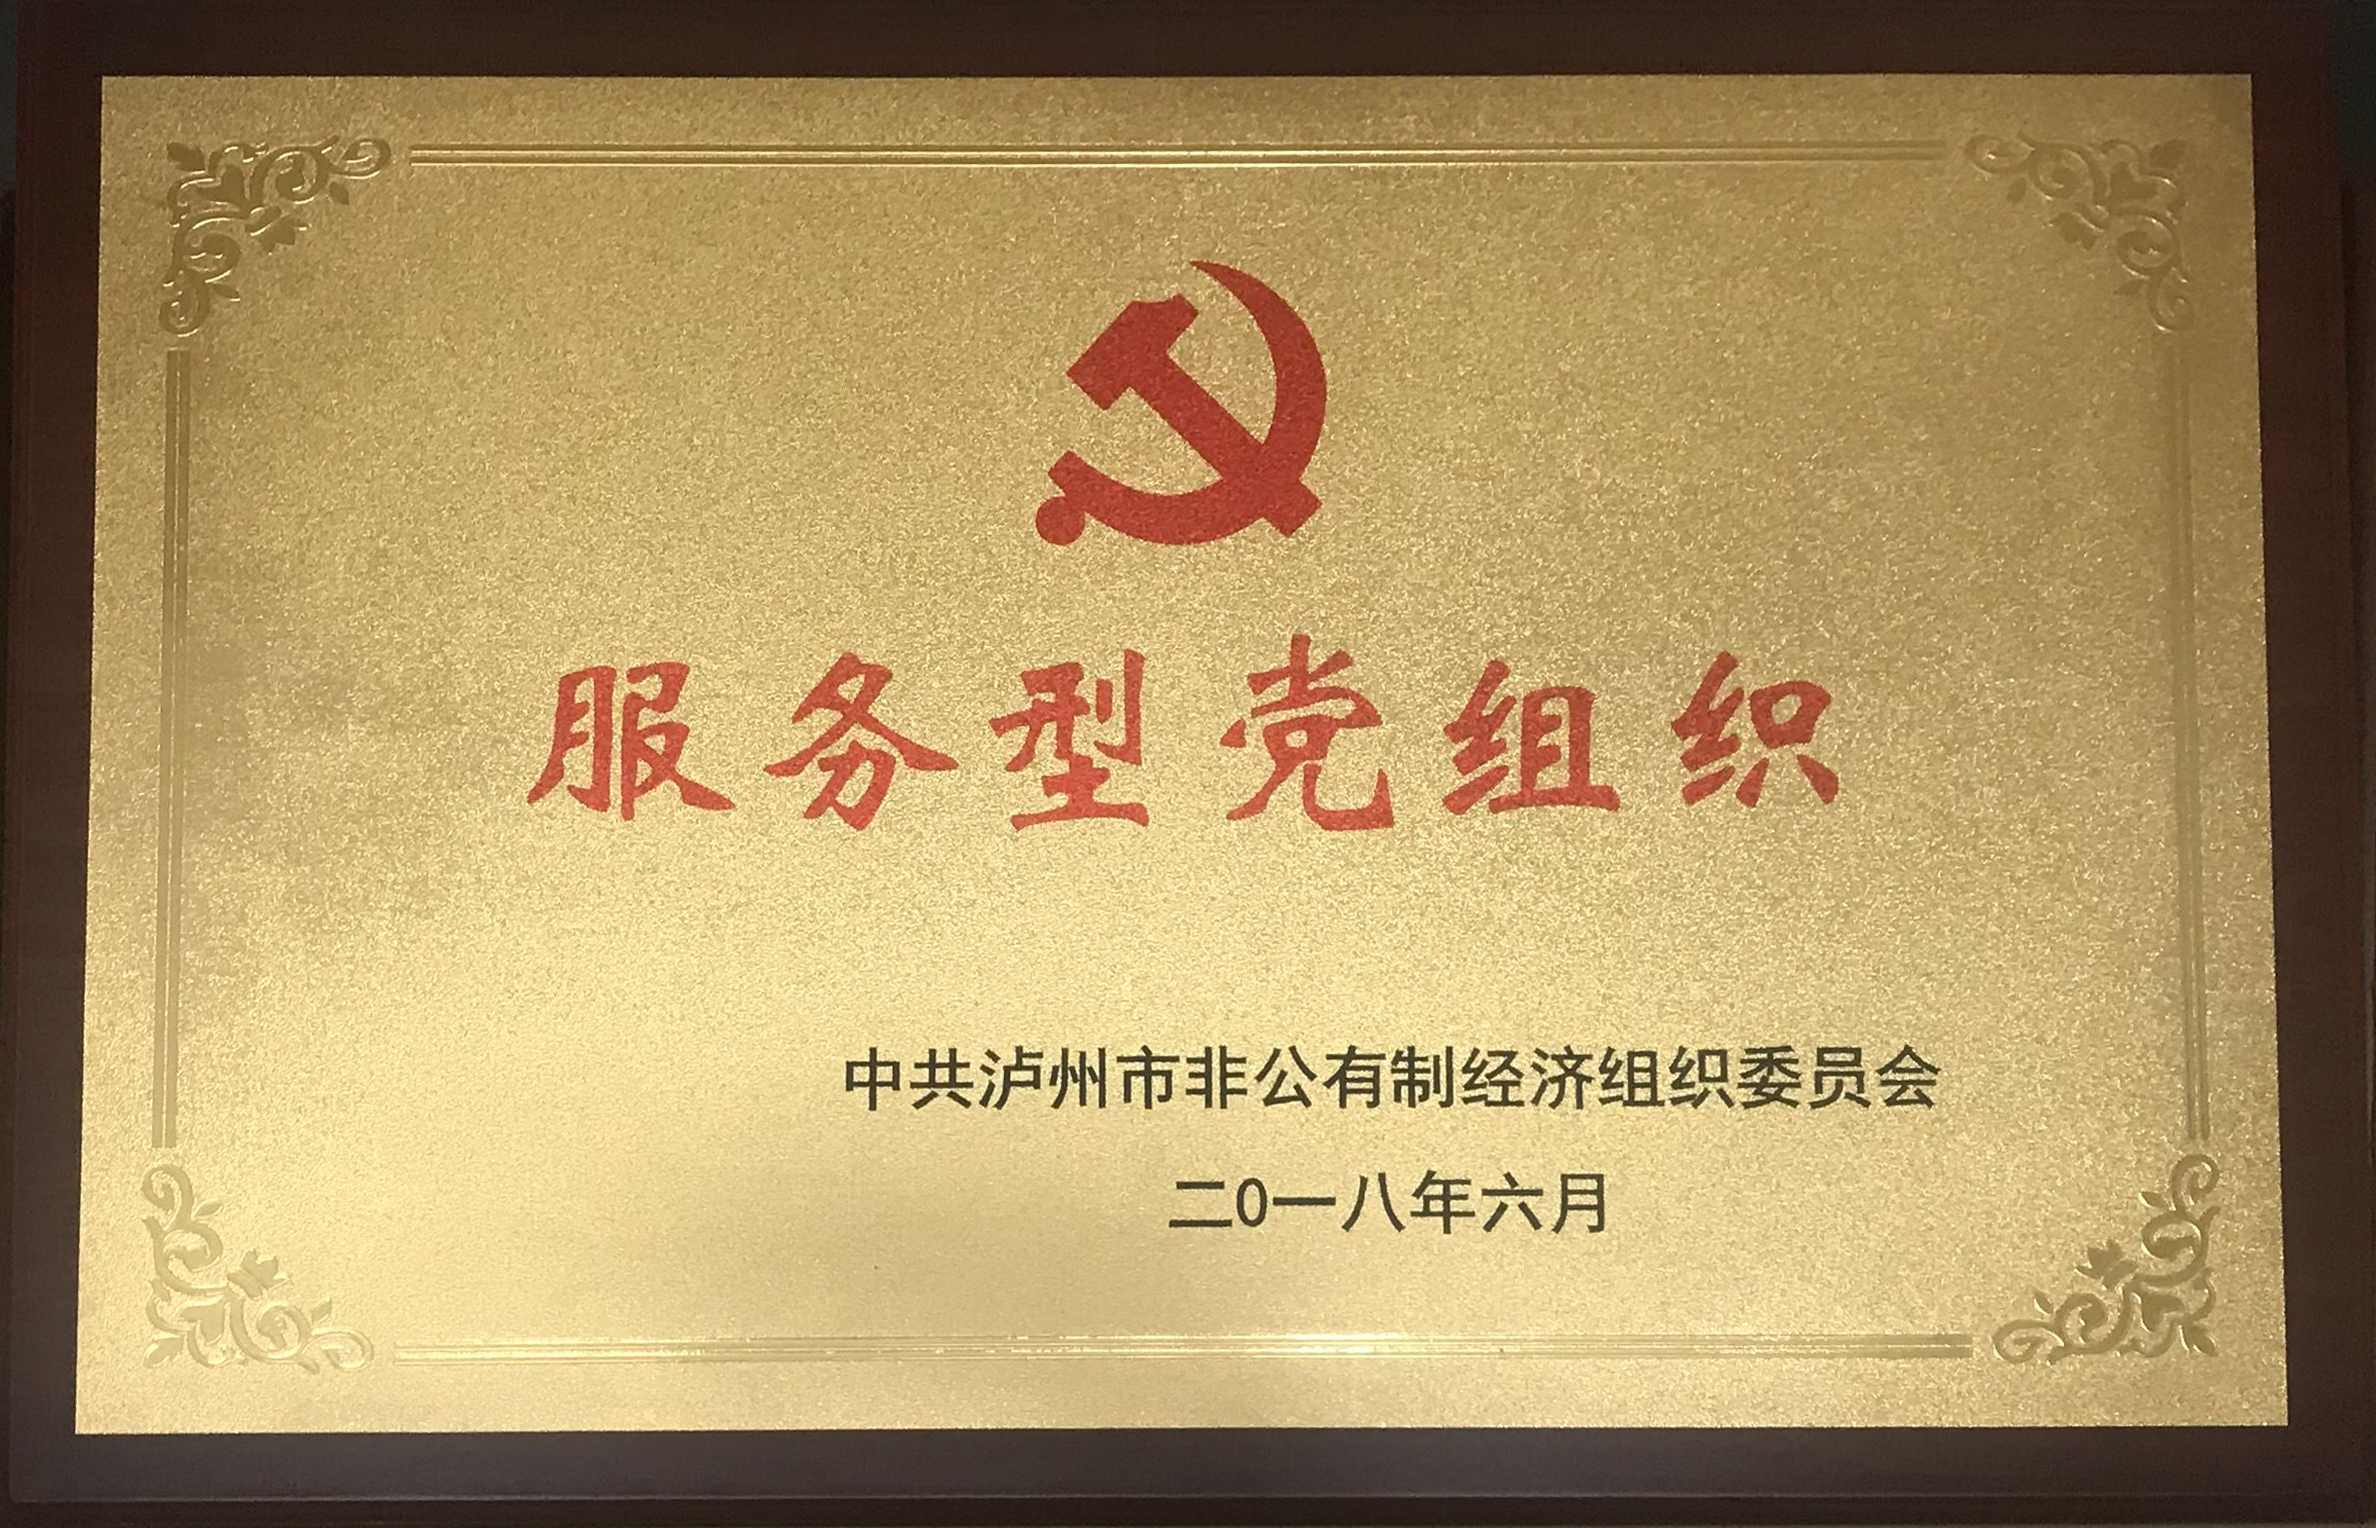 服务型党组织
中共泸州市非公有制经济组织委员会
二0一八年六月